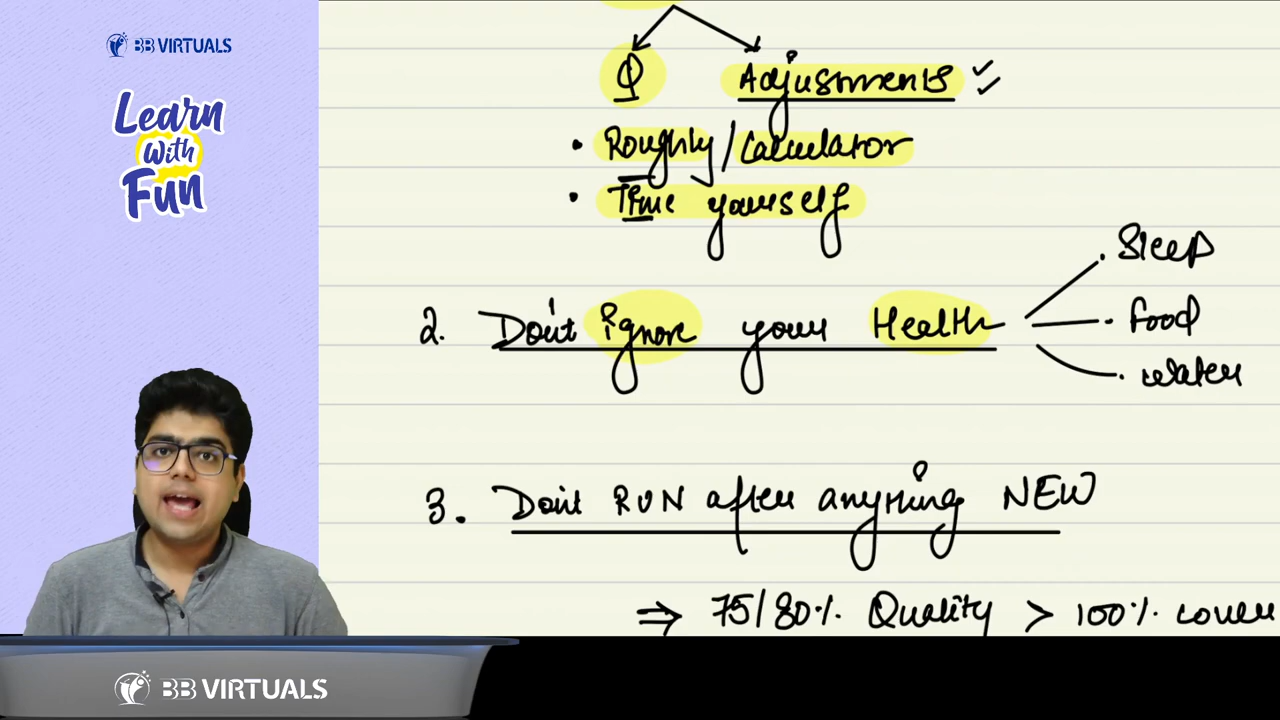 BB VIRTUALS
Learn
With
Fun
Q Adjustments
• Roughly / Calculator
• Time yourself
2. Don't ignore your Health
• Sleep
• food
• water
3. Don't RUN after anything NEW
⇒ 75/80% Quality > 100% cover
BB VIRTUALS